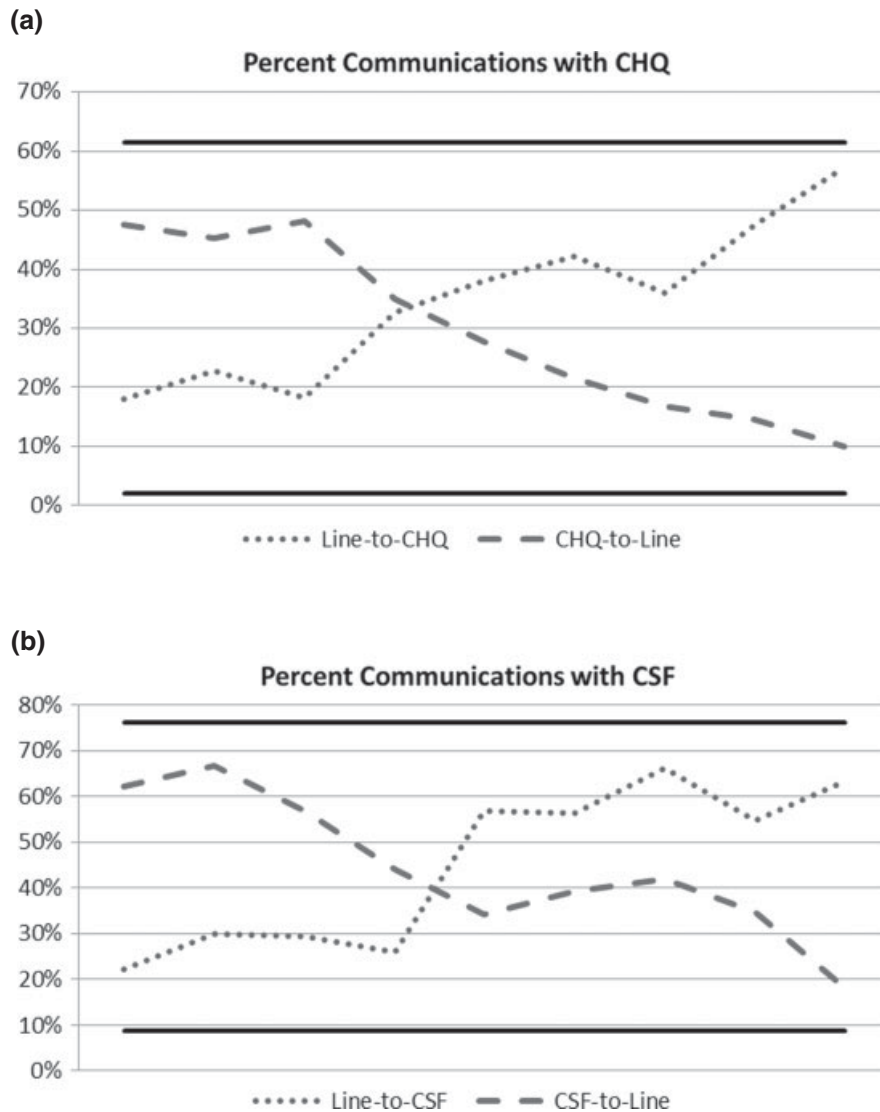 (a)
Percent Communications with CHQ
70%
60%
50%
40%
30%
20%
10%
0%
Line-to-CHQ CHQ-to-Line
(b)
Percent Communications with CSF
80%
70%
60%
50%
40%
30%
20%
10%
0%
Line-to-CSF CSF-to-Line